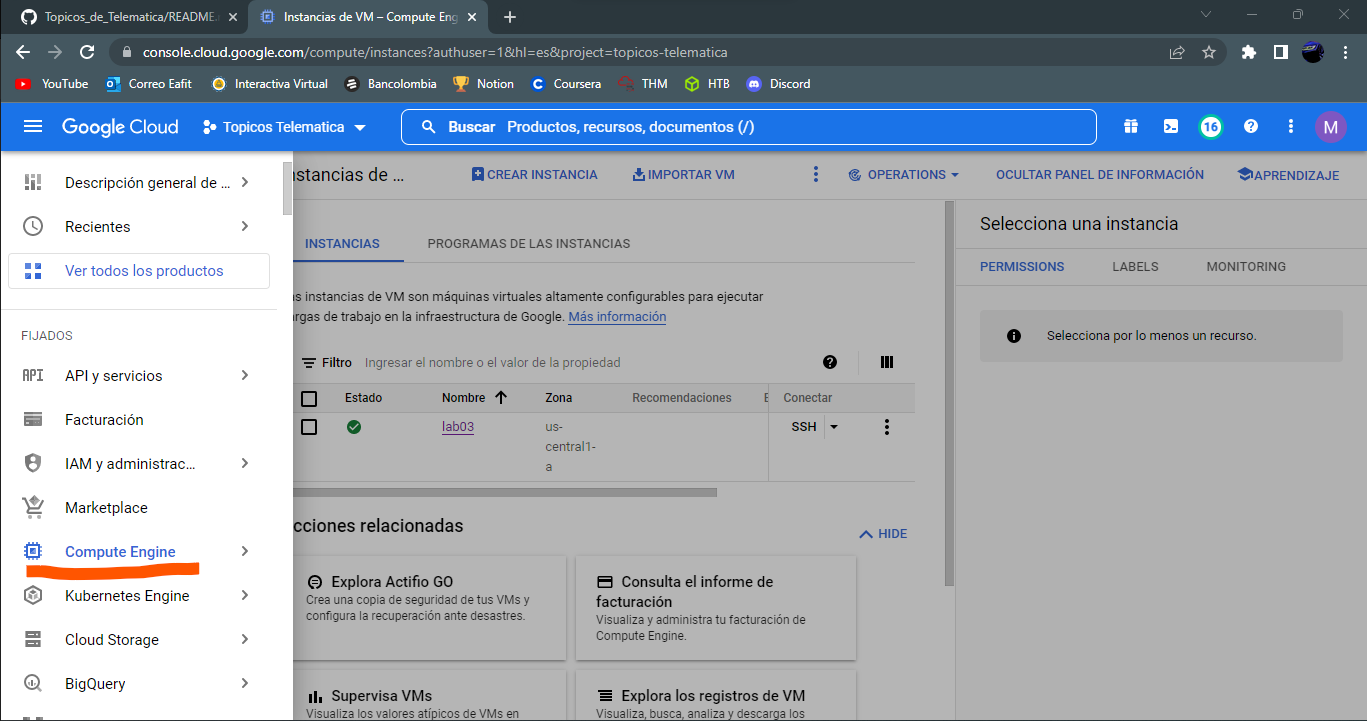 Topicos_de_Telematica/README.
Instancias de VM – Compute Eng
console.cloud.google.com/compute/instances?authuser=1&hl=es&project=topicos-telematica
YouTube
Correo Eafit
Interactiva Virtual
Bancolombia
Notion
Coursera
THM
HTB
Discord
Google Cloud
Topicos Telematica
Buscar Productos, recursos, documentos (/)
16
M
Descripción general de ...
Recientes
Ver todos los productos
FIJADOS
API y servicios
Facturación
IAM y administrac...
Marketplace
Compute Engine
Kubernetes Engine
Cloud Storage
BigQuery
nstancias de ...
CREAR INSTANCIA
IMPORTAR VM
OPERATIONS
OCULTAR PANEL DE INFORMACIÓN
APRENDIZAJE
INSTANCIAS
PROGRAMAS DE LAS INSTANCIAS
as instancias de VM son máquinas virtuales altamente configurables para ejecutar
argas de trabajo en la infraestructura de Google. Más información
Filtro Ingresar el nombre o el valor de la propiedad
Estado Nombre Zona Recomendaciones E Conectar
lab03 us- SSH
central1-
a
cciones relacionadas
HIDE
Explora Actifio GO
Crea una copia de seguridad de tus VMs y
configura la recuperación ante desastres.
Consulta el informe de
facturación
Visualiza y administra tu facturación de
Compute Engine.
Supervisa VMs
Visualiza los valores atípicos de VMs en
Explora los registros de VM
Visualiza, busca, analiza y descarga los
Selecciona una instancia
PERMISSIONS
LABELS
MONITORING
Selecciona por lo menos un recurso.